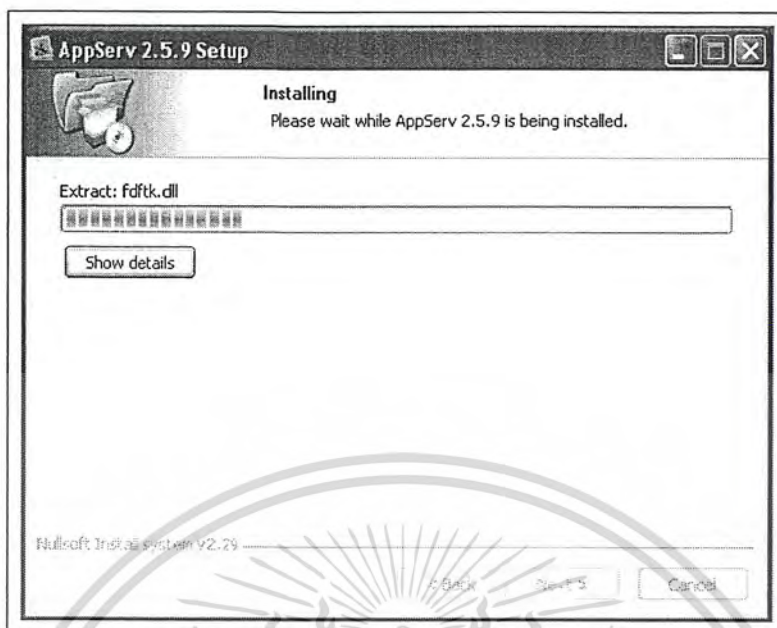 AppServ 2.5.9 Setup
Installing
Please wait while AppServ 2.5.9 is being installed.
Extract: fdftk.dll
Show details
Nullsoft Install system v2.29
< Back
Cancel